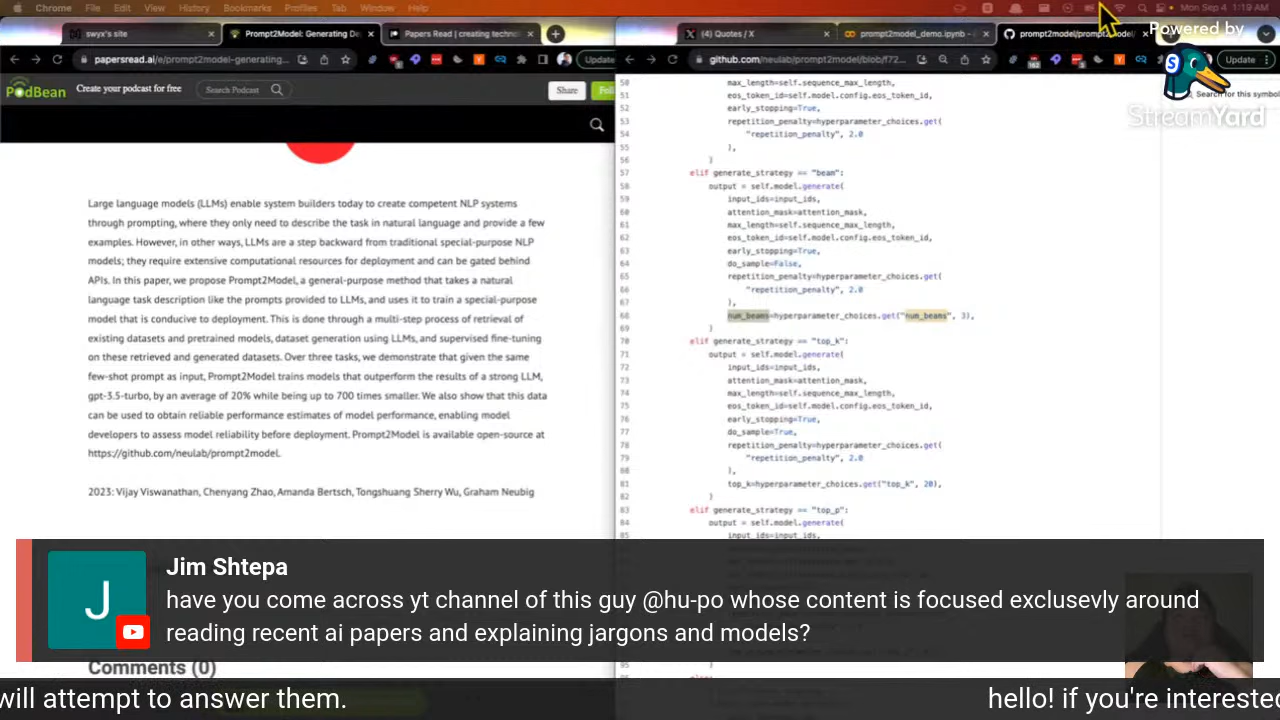 Chrome File Edit View History Bookmarks Profiles Tab Window Help
Mon Sep 4 1:19 AM
swyx's site
Prompt2Model: Generating De
Papers Read | creating techni
papersread.ai/e/prompt2model-generating...
Update
PodBean
Create your podcast for free
Search Podcast
Share
Foll
Large language models (LLMs) enable system builders today to create competent NLP systems
through prompting, where they only need to describe the task in natural language and provide a few
examples. However, in other ways, LLMs are a step backward from traditional special-purpose NLP
models; they require extensive computational resources for deployment and can be gated behind
APIs. In this paper, we propose Prompt2Model, a general-purpose method that takes a natural
language task description like the prompts provided to LLMs, and uses it to train a special-purpose
model that is conducive to deployment. This is done through a multi-step process of retrieval of
existing datasets and pretrained models, dataset generation using LLMs, and supervised fine-tuning
on these retrieved and generated datasets. Over three tasks, we demonstrate that given the same
few-shot prompt as input, Prompt2Model trains models that outperform the results of a strong LLM,
gpt-3.5-turbo, by an average of 20% while being up to 700 times smaller. We also show that this data
can be used to obtain reliable performance estimates of model performance, enabling model
developers to assess model reliability before deployment. Prompt2Model is available open-source at
https://github.com/neulab/prompt2model.
2023: Vijay Viswanathan, Chenyang Zhao, Amanda Bertsch, Tongshuang Sherry Wu, Graham Neubig
Comments (0)
(4) Quotes / X
prompt2model_demo.ipynb -
prompt2model/prompt2model/
github.com/neulab/prompt2model/blob/f72...
Update
Search for this symbol
50 max_length=self.sequence_max_length,
51 eos_token_id=self.model.config.eos_token_id,
52 early_stopping=True,
53 repetition_penalty=hyperparameter_choices.get(
54 "repetition_penalty", 2.0
55 ),
56 )
57 elif generate_strategy == "beam":
58 output = self.model.generate(
59 input_ids=input_ids,
60 attention_mask=attention_mask,
61 max_length=self.sequence_max_length,
62 eos_token_id=self.model.config.eos_token_id,
63 early_stopping=True,
64 do_sample=False,
65 repetition_penalty=hyperparameter_choices.get(
66 "repetition_penalty", 2.0
67 ),
68 num_beams=hyperparameter_choices.get("num_beams", 3),
69 )
70 elif generate_strategy == "top_k":
71 output = self.model.generate(
72 input_ids=input_ids,
73 attention_mask=attention_mask,
74 max_length=self.sequence_max_length,
75 eos_token_id=self.model.config.eos_token_id,
76 early_stopping=True,
77 do_sample=True,
78 repetition_penalty=hyperparameter_choices.get(
79 "repetition_penalty", 2.0
80 ),
81 top_k=hyperparameter_choices.get("top_k", 20),
82 )
83 elif generate_strategy == "top_p":
84 output = self.model.generate(
Powered by
S
StreamYard
J
Jim Shtepa
have you come across yt channel of this guy @hu-po whose content is focused exclusevly around
reading recent ai papers and explaining jargons and models?
will attempt to answer them.
hello! if you're interested